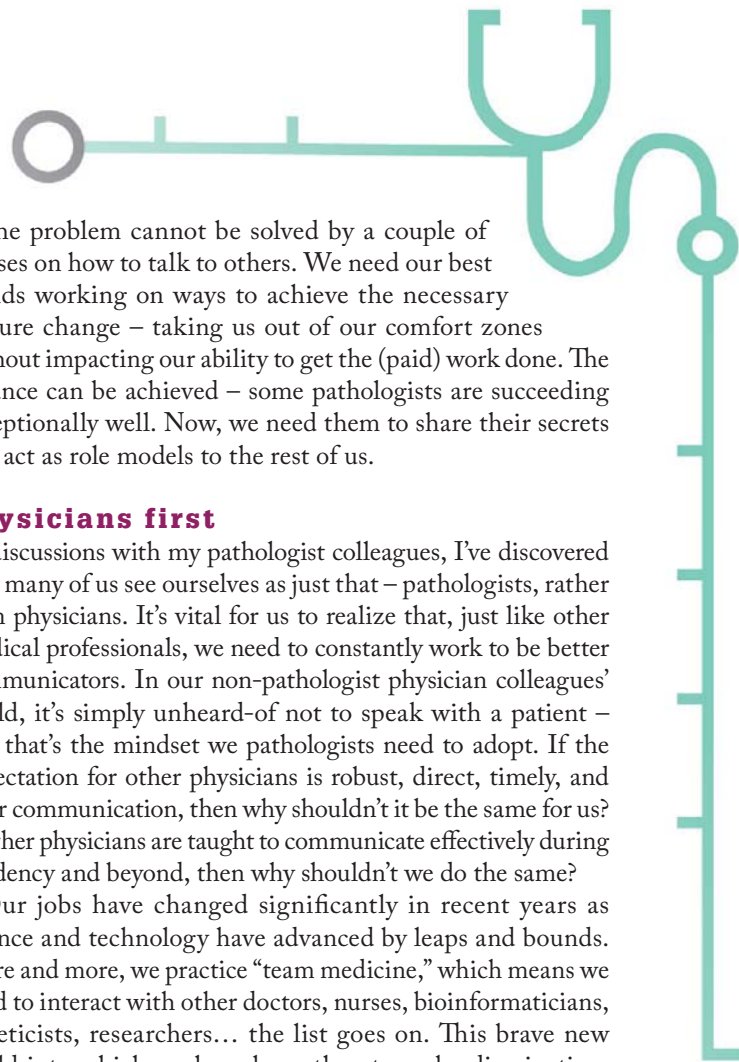 ne problem cannot be solved by a couple of
ses on how to talk to others. We need our best
ds working on ways to achieve the necessary
ure change – taking us out of our comfort zones
out impacting our ability to get the (paid) work done. The
ance can be achieved – some pathologists are succeeding
eptionally well. Now, we need them to share their secrets
act as role models to the rest of us.
ysicians first
discussions with my pathologist colleagues, I've discovered
many of us see ourselves as just that – pathologists, rather
n physicians. It's vital for us to realize that, just like other
dical professionals, we need to constantly work to be better
mmunicators. In our non-pathologist physician colleagues'
ld, it's simply unheard-of not to speak with a patient –
that's the mindset we pathologists need to adopt. If the
ectation for other physicians is robust, direct, timely, and
r communication, then why shouldn't it be the same for us?
her physicians are taught to communicate effectively during
dency and beyond, then why shouldn't we do the same?
ur jobs have changed significantly in recent years as
nce and technology have advanced by leaps and bounds.
re and more, we practice "team medicine," which means we
d to interact with other doctors, nurses, bioinformaticians,
eticists, researchers… the list goes on. This brave new